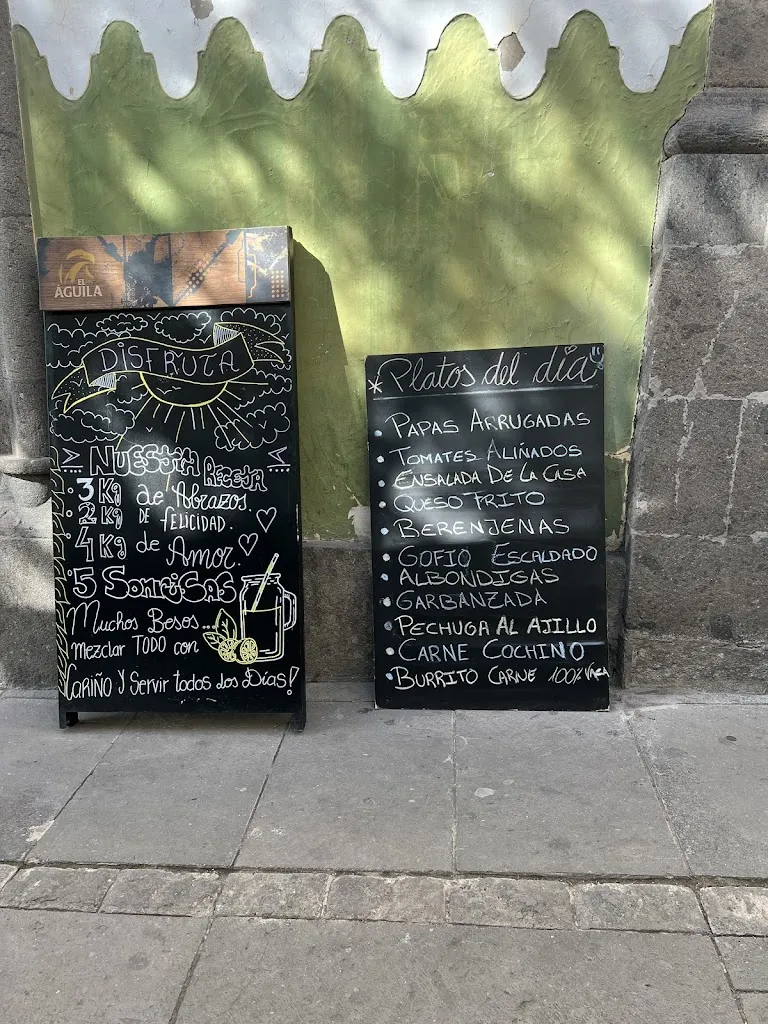 EL
AGUILA
DISFRUTA
NUESTRA RECETA
3 Kg de Abrazos.
2 Kg DE FELICIDAD.
4 Kg de Amor.
5 SONRISAS
Muchos Besos...
Mezclar TODO con
CARIÑO Y Servir todos Los Días!
*Platos del día
• PAPAS ARRUGADAS
• TOMATES ALIÑADOS
• ENSALADA DE LA CASA
• QUESO FRITO
• BERENJENAS
• GOFIO ESCALDADO
• ALBONDIGAS
• GARBANZADA
• PECHUGA AL AJILLO
• CARNE COCHINO
• BURRITO CARNE 100% VACA